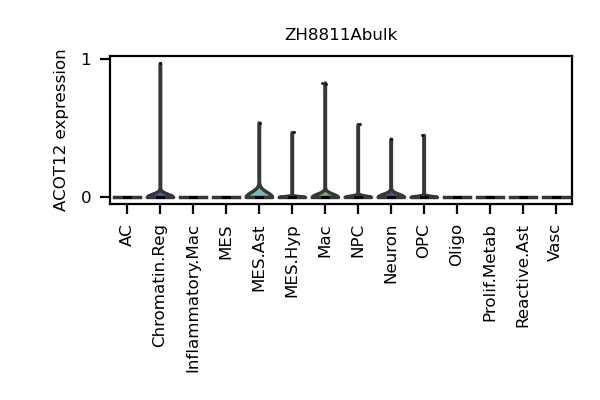 ZH8811Abulk
ACOT12 expression
1
0
AC
Chromatin.Reg
Inflammatory.Mac
MES
MES.Ast
MES.Hyp
Mac
NPC
Neuron
OPC
Oligo
Prolif.Metab
Reactive.Ast
Vasc